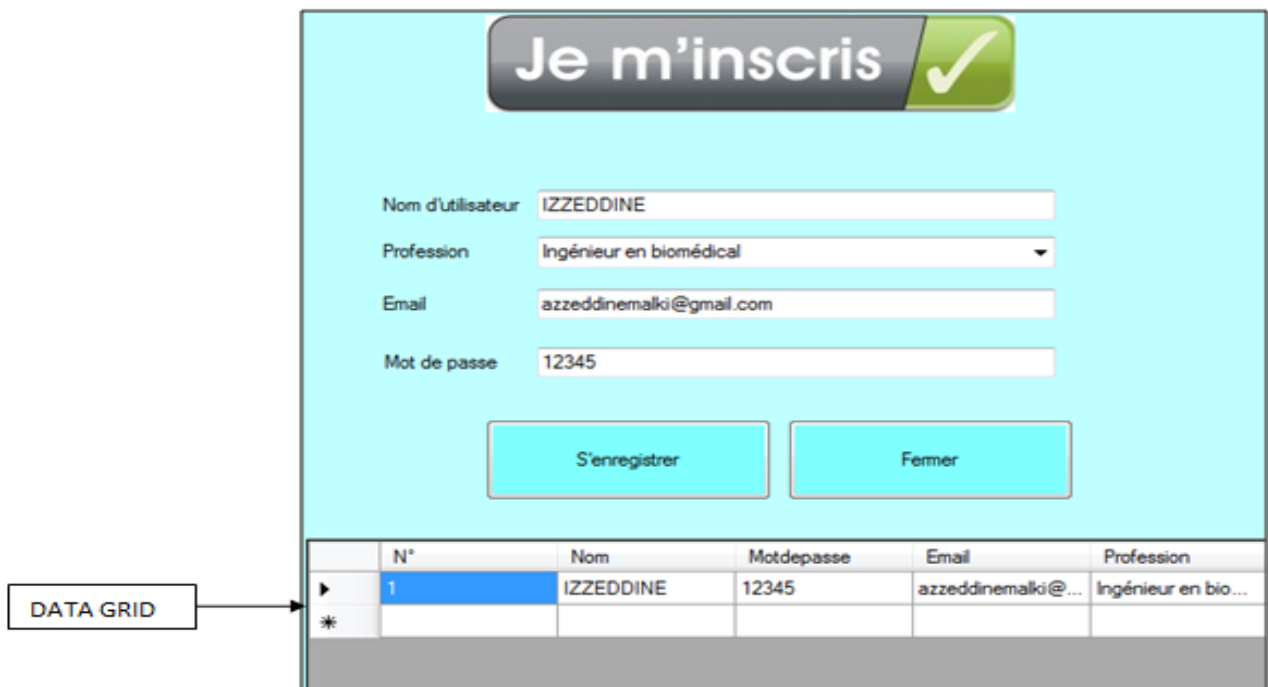 Je m'inscris
Nom d'utilisateur IZZEDDINE
Profession Ingénieur en biomédical
Email azzeddinemalki@gmail.com
Mot de passe 12345
S'enregistrer Fermer
N° Nom Motdepasse Email Profession
1 IZZEDDINE 12345 azzeddinemalki@... Ingénieur en bio...
DATA GRID